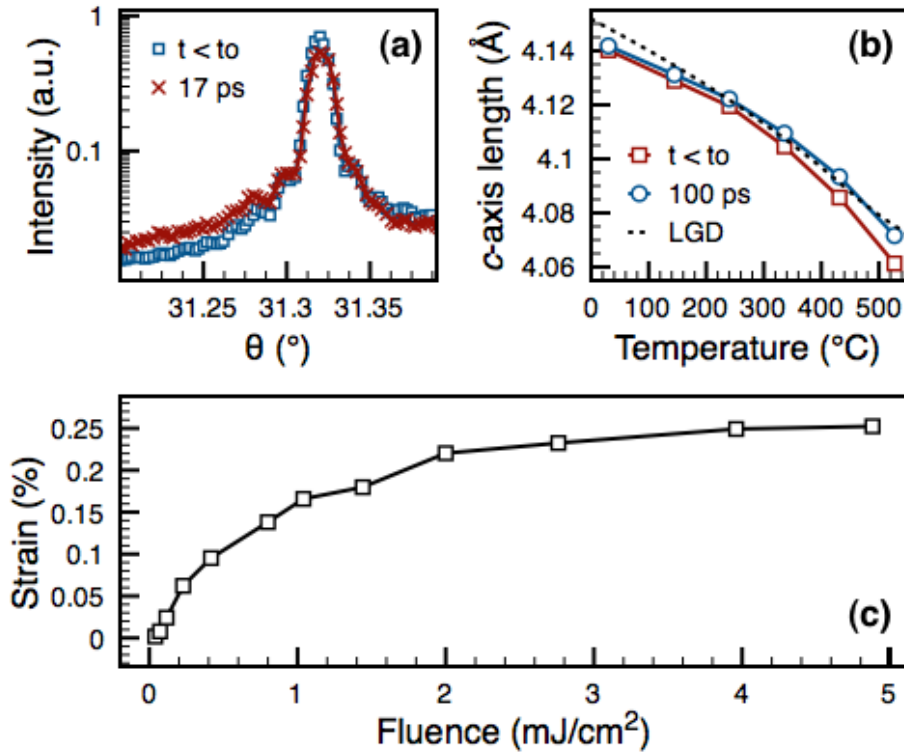 1
0.1
Intensity (a.u.)
t < to
17 ps
(a)
31.25 31.3 31.35
θ (°)
4.14
4.12
4.1
4.08
4.06
c-axis length (Å)
(b)
t < to
100 ps
LGD
0 100 200 300 400 500
Temperature (°C)
0.25
0.2
0.15
0.1
0.05
0
Strain (%)
(c)
0 1 2 3 4 5
Fluence (mJ/cm²)